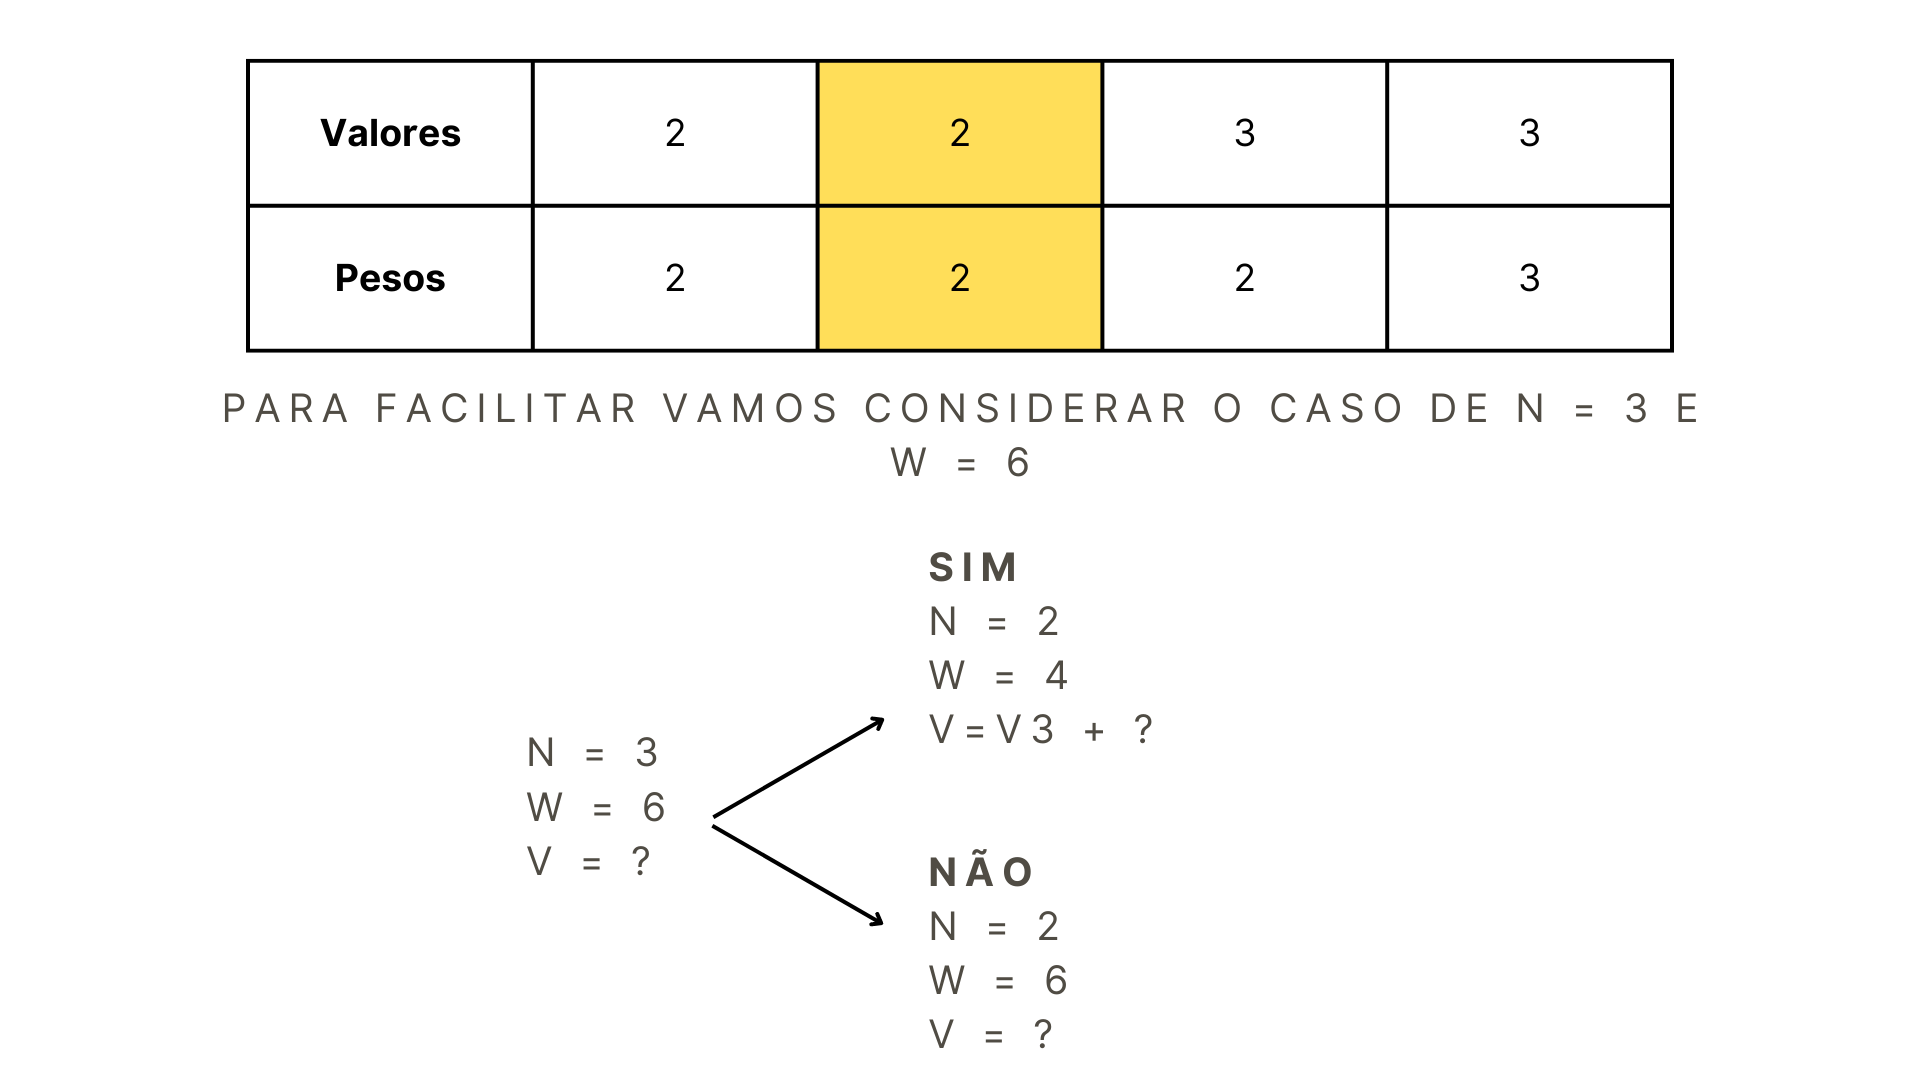 Valores 2 2 3 3
Pesos 2 2 2 3
PARA FACILITAR VAMOS CONSIDERAR O CASO DE N = 3 E
W = 6
N = 3
W = 6
V = ?
SIM
N = 2
W = 4
V=V3 + ?
NÃO
N = 2
W = 6
V = ?